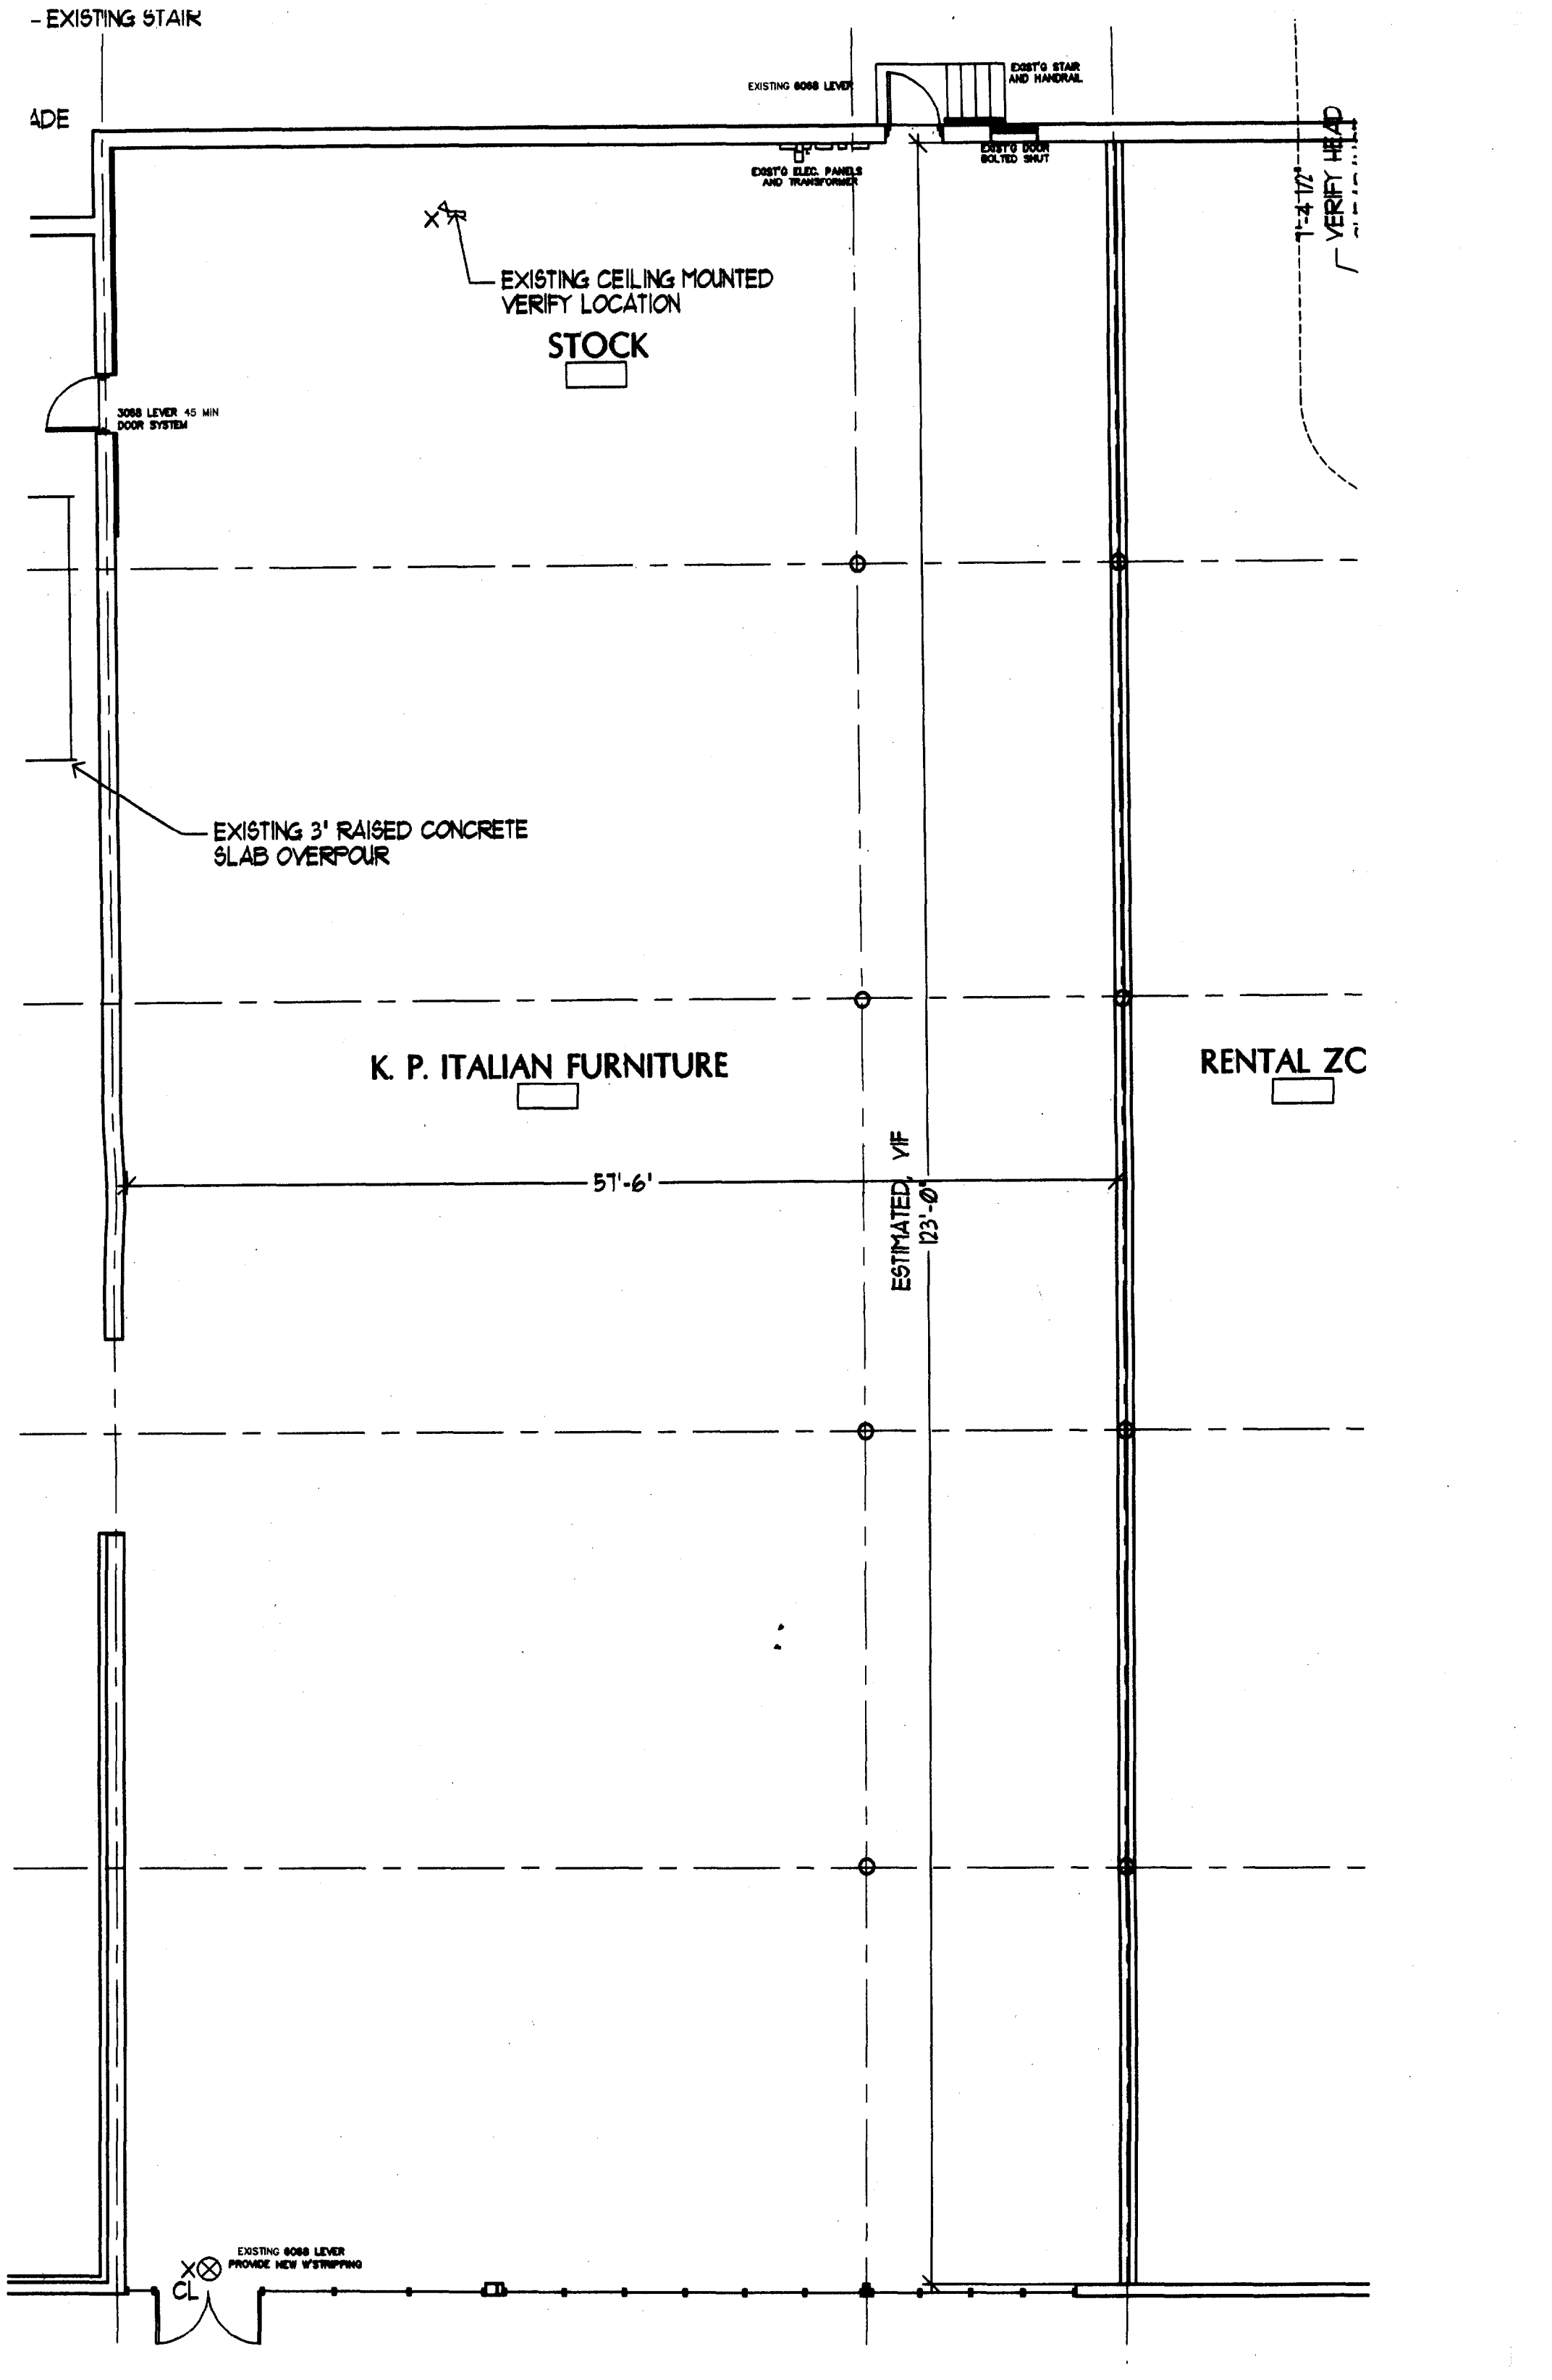 - EXISTING STAIR
EXISTING 6068 LEVER
EXIST'G STAIR
AND HANDRAIL
ADE
EXIST'G ELEC. PANELS
AND TRANSFORMER
EXIST'G DOOR
BOLTED SHUT
7'-4 1/2"
VERIFY HEAD
X
EXISTING CEILING MOUNTED
VERIFY LOCATION
STOCK
3068 LEVER 45 MIN
DOOR SYSTEM
EXISTING 3" RAISED CONCRETE
SLAB OVERPOUR
K. P. ITALIAN FURNITURE
RENTAL ZO
57'-6"
ESTIMATED, VIF
123'-0"
EXISTING 6068 LEVER
PROVIDE NEW W'STRIPPING
X
CL